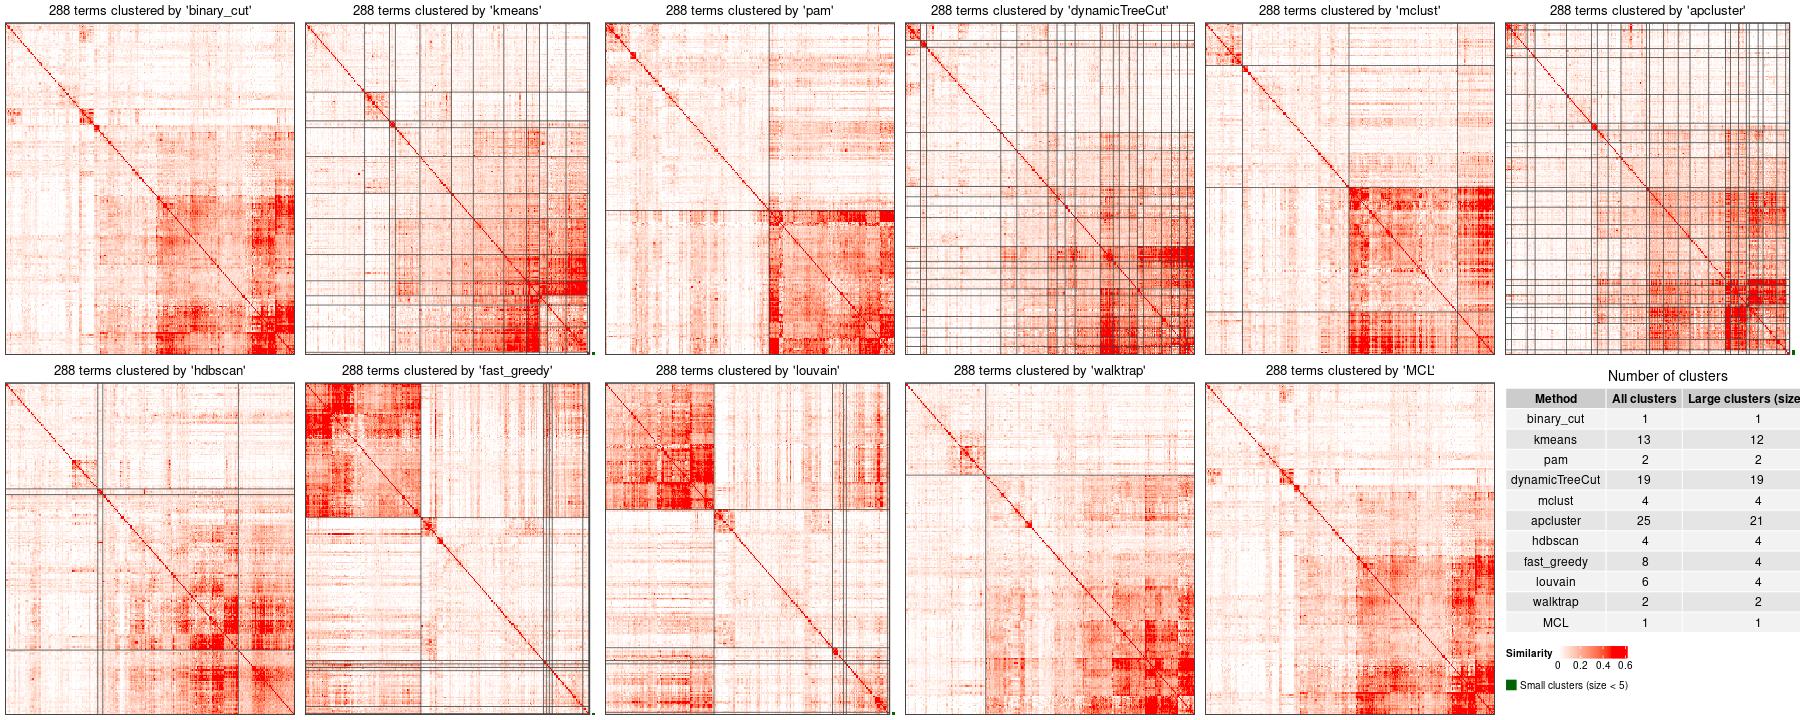 288 terms clustered by 'binary_cut'
288 terms clustered by 'kmeans'
288 terms clustered by 'pam'
288 terms clustered by 'dynamicTreeCut'
288 terms clustered by 'mclust'
288 terms clustered by 'apcluster'
288 terms clustered by 'hdbscan'
288 terms clustered by 'fast_greedy'
288 terms clustered by 'louvain'
288 terms clustered by 'walktrap'
288 terms clustered by 'MCL'
Number of clusters
Method All clusters Large clusters (size
binary_cut 1 1
kmeans 13 12
pam 2 2
dynamicTreeCut 19 19
mclust 4 4
apcluster 25 21
hdbscan 4 4
fast_greedy 8 4
louvain 6 4
walktrap 2 2
MCL 1 1
Similarity
0 0.2 0.4 0.6
Small clusters (size < 5)